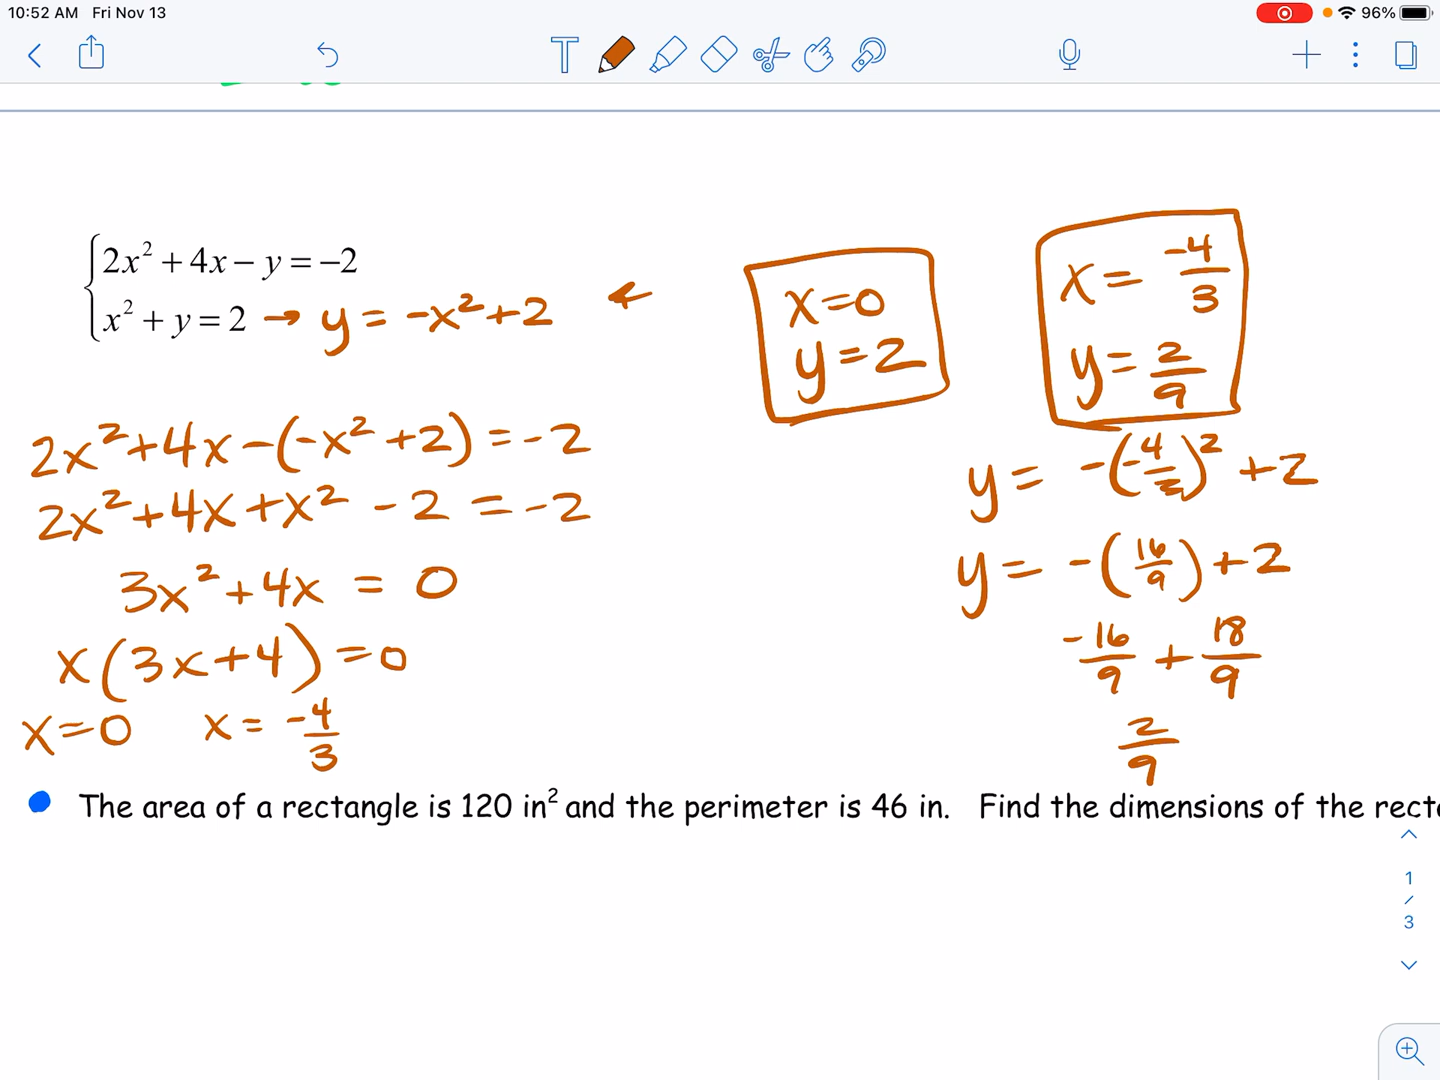 10:52 AM Fri Nov 13
96%
T
2x² + 4x − y = −2
x² + y = 2 → y = -x² + 2 ←
x = 0
y = 2
x = -4/3
y = 2/9
2x² + 4x - (-x² + 2) = -2
2x² + 4x + x² - 2 = -2
3x² + 4x = 0
x(3x + 4) = 0
x = 0 x = -4/3
y = -(-4/3)² + 2
y = -(16/9) + 2
-16/9 + 18/9
2/9
The area of a rectangle is 120 in² and the perimeter is 46 in. Find the dimensions of the
1
/
3